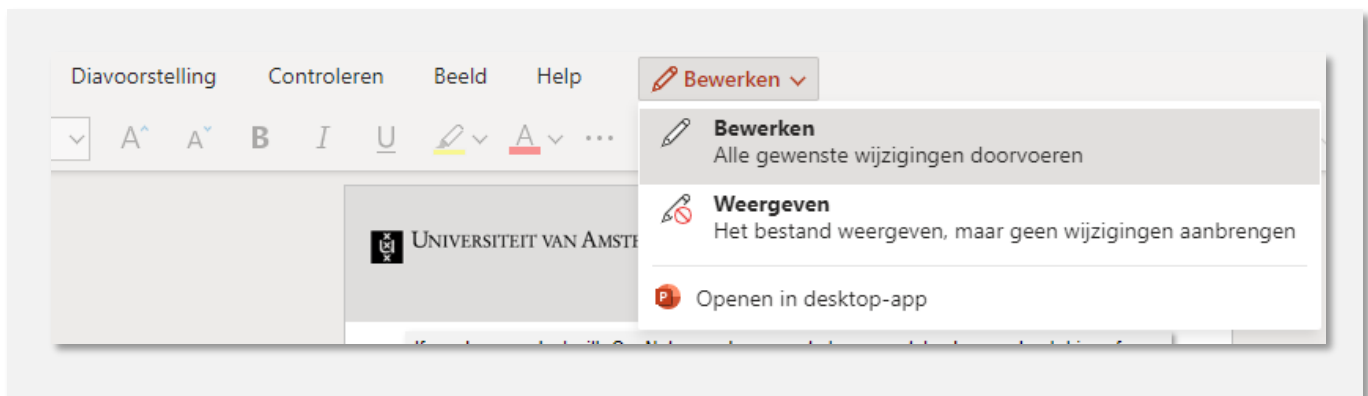 Diavoorstelling Controleren Beeld Help Bewerken
A A B I U A ...
Bewerken
Alle gewenste wijzigingen doorvoeren
Weergeven
Het bestand weergeven, maar geen wijzigingen aanbrengen
UNIVERSITEIT VAN
P Openen in desktop-app